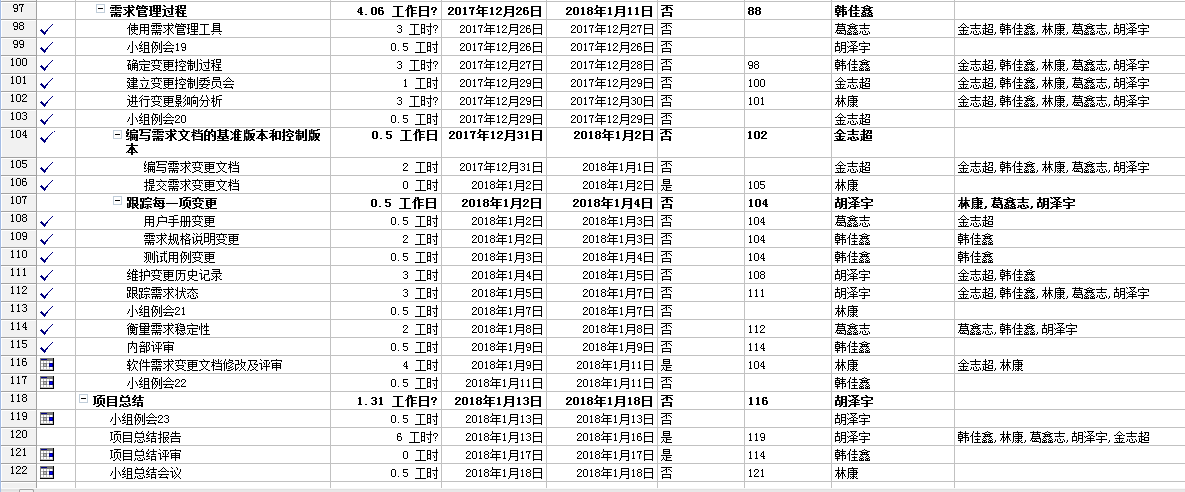 97 需求管理过程 4.06 工作日? 2017年12月26日 2018年1月11日 否 88 韩佳鑫
98 使用需求管理工具 3 工时? 2017年12月26日 2017年12月27日 否 葛鑫志 金志超, 韩佳鑫, 林康, 葛鑫志, 胡泽宇
99 小组例会19 0.5 工时 2017年12月26日 2017年12月26日 否 胡泽宇
100 确定变更控制过程 3 工时? 2017年12月27日 2017年12月28日 否 98 韩佳鑫 金志超, 韩佳鑫, 林康, 葛鑫志, 胡泽宇
101 建立变更控制委员会 1 工时 2017年12月29日 2017年12月29日 否 100 金志超 金志超, 韩佳鑫, 林康, 葛鑫志, 胡泽宇
102 进行变更影响分析 3 工时? 2017年12月29日 2017年12月30日 否 101 林康 金志超, 韩佳鑫, 林康, 葛鑫志, 胡泽宇
103 小组例会20 0.5 工时 2017年12月29日 2017年12月29日 否 金志超
104 编写需求文档的基准版本和控制版 0.5 工作日 2017年12月31日 2018年1月2日 否 102 金志超
本
105 编写需求变更文档 2 工时 2017年12月31日 2018年1月1日 否 金志超 金志超, 韩佳鑫, 林康, 葛鑫志, 胡泽宇
106 提交需求变更文档 0 工时 2018年1月2日 2018年1月2日 是 105 林康
107 跟踪每一项变更 0.5 工作日 2018年1月2日 2018年1月4日 否 104 胡泽宇 林康, 葛鑫志, 胡泽宇
108 用户手册变更 0.5 工时 2018年1月2日 2018年1月3日 否 104 葛鑫志 金志超
109 需求规格说明变更 2 工时 2018年1月2日 2018年1月3日 否 104 韩佳鑫 韩佳鑫
110 测试用例变更 0.5 工时 2018年1月3日 2018年1月4日 否 104 韩佳鑫 韩佳鑫
111 维护变更历史记录 3 工时 2018年1月4日 2018年1月5日 否 108 胡泽宇 金志超, 韩佳鑫
112 跟踪需求状态 3 工时 2018年1月5日 2018年1月7日 否 111 胡泽宇 金志超, 韩佳鑫, 林康, 葛鑫志, 胡泽宇
113 小组例会21 0.5 工时 2018年1月7日 2018年1月7日 否 林康
114 衡量需求稳定性 2 工时 2018年1月8日 2018年1月8日 否 112 葛鑫志 葛鑫志, 韩佳鑫, 胡泽宇
115 内部评审 0.5 工时 2018年1月9日 2018年1月9日 否 114 韩佳鑫
116 软件需求变更文档修改及评审 4 工时 2018年1月9日 2018年1月11日 是 104 林康 金志超, 林康
117 小组例会22 0.5 工时 2018年1月11日 2018年1月11日 否 韩佳鑫
118 项目总结 1.31 工作日? 2018年1月13日 2018年1月18日 否 116 胡泽宇
119 小组例会23 0.5 工时 2018年1月13日 2018年1月13日 否 胡泽宇
120 项目总结报告 6 工时? 2018年1月13日 2018年1月16日 是 119 胡泽宇 韩佳鑫, 林康, 葛鑫志, 胡泽宇, 金志超
121 项目总结评审 0 工时 2018年1月17日 2018年1月17日 是 114 韩佳鑫
122 小组总结会议 0.5 工时 2018年1月18日 2018年1月18日 否 121 林康